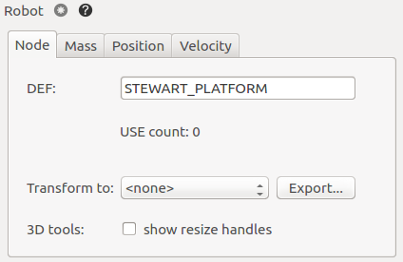 Robot
Node Mass Position Velocity
DEF: STEWART_PLATFORM
USE count: 0
Transform to: <none> Export...
3D tools: show resize handles